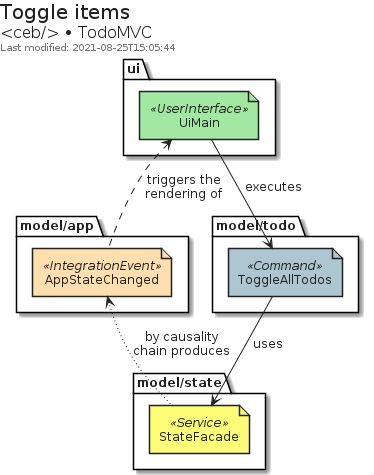 Toggle items
<ceb/> • TodoMVC
Last modified: 2021-08-25T15:05:44
ui
«UserInterface»
UiMain
triggers the
rendering of
executes
model/app
«IntegrationEvent»
AppStateChanged
model/todo
«Command»
ToggleAllTodos
by causality
chain produces
uses
model/state
«Service»
StateFacade